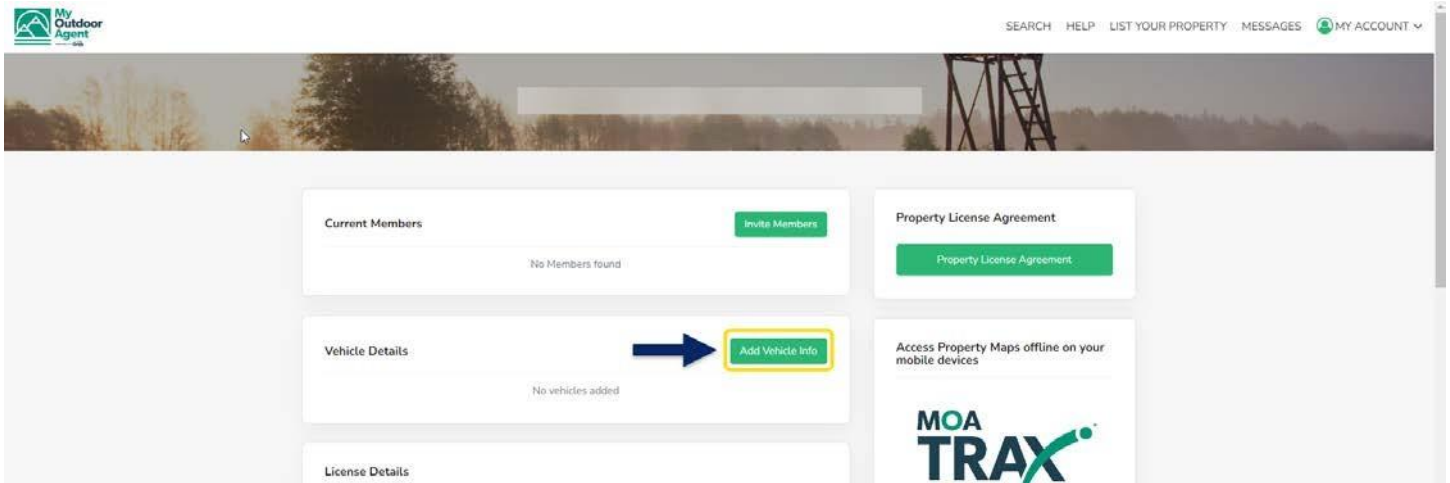 My
Outdoor
Agent
SEARCH HELP LIST YOUR PROPERTY MESSAGES MY ACCOUNT
Current Members
Invite Members
No Members found
Vehicle Details
Add Vehicle Info
No vehicles added
License Details
Property License Agreement
Property License Agreement
Access Property Maps offline on your
mobile devices
MOA
TRAX